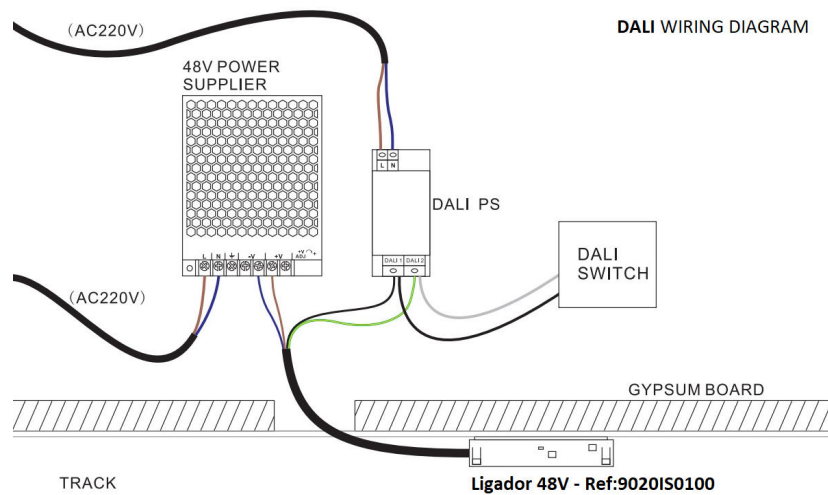 (AC220V)
DALI WIRING DIAGRAM
48V POWER
SUPPLIER
L N
DALI PS
L N -V +V +V ADJ
DALI 1 DALI 2
DALI
SWITCH
(AC220V)
GYPSUM BOARD
TRACK
Ligador 48V - Ref:9020IS0100